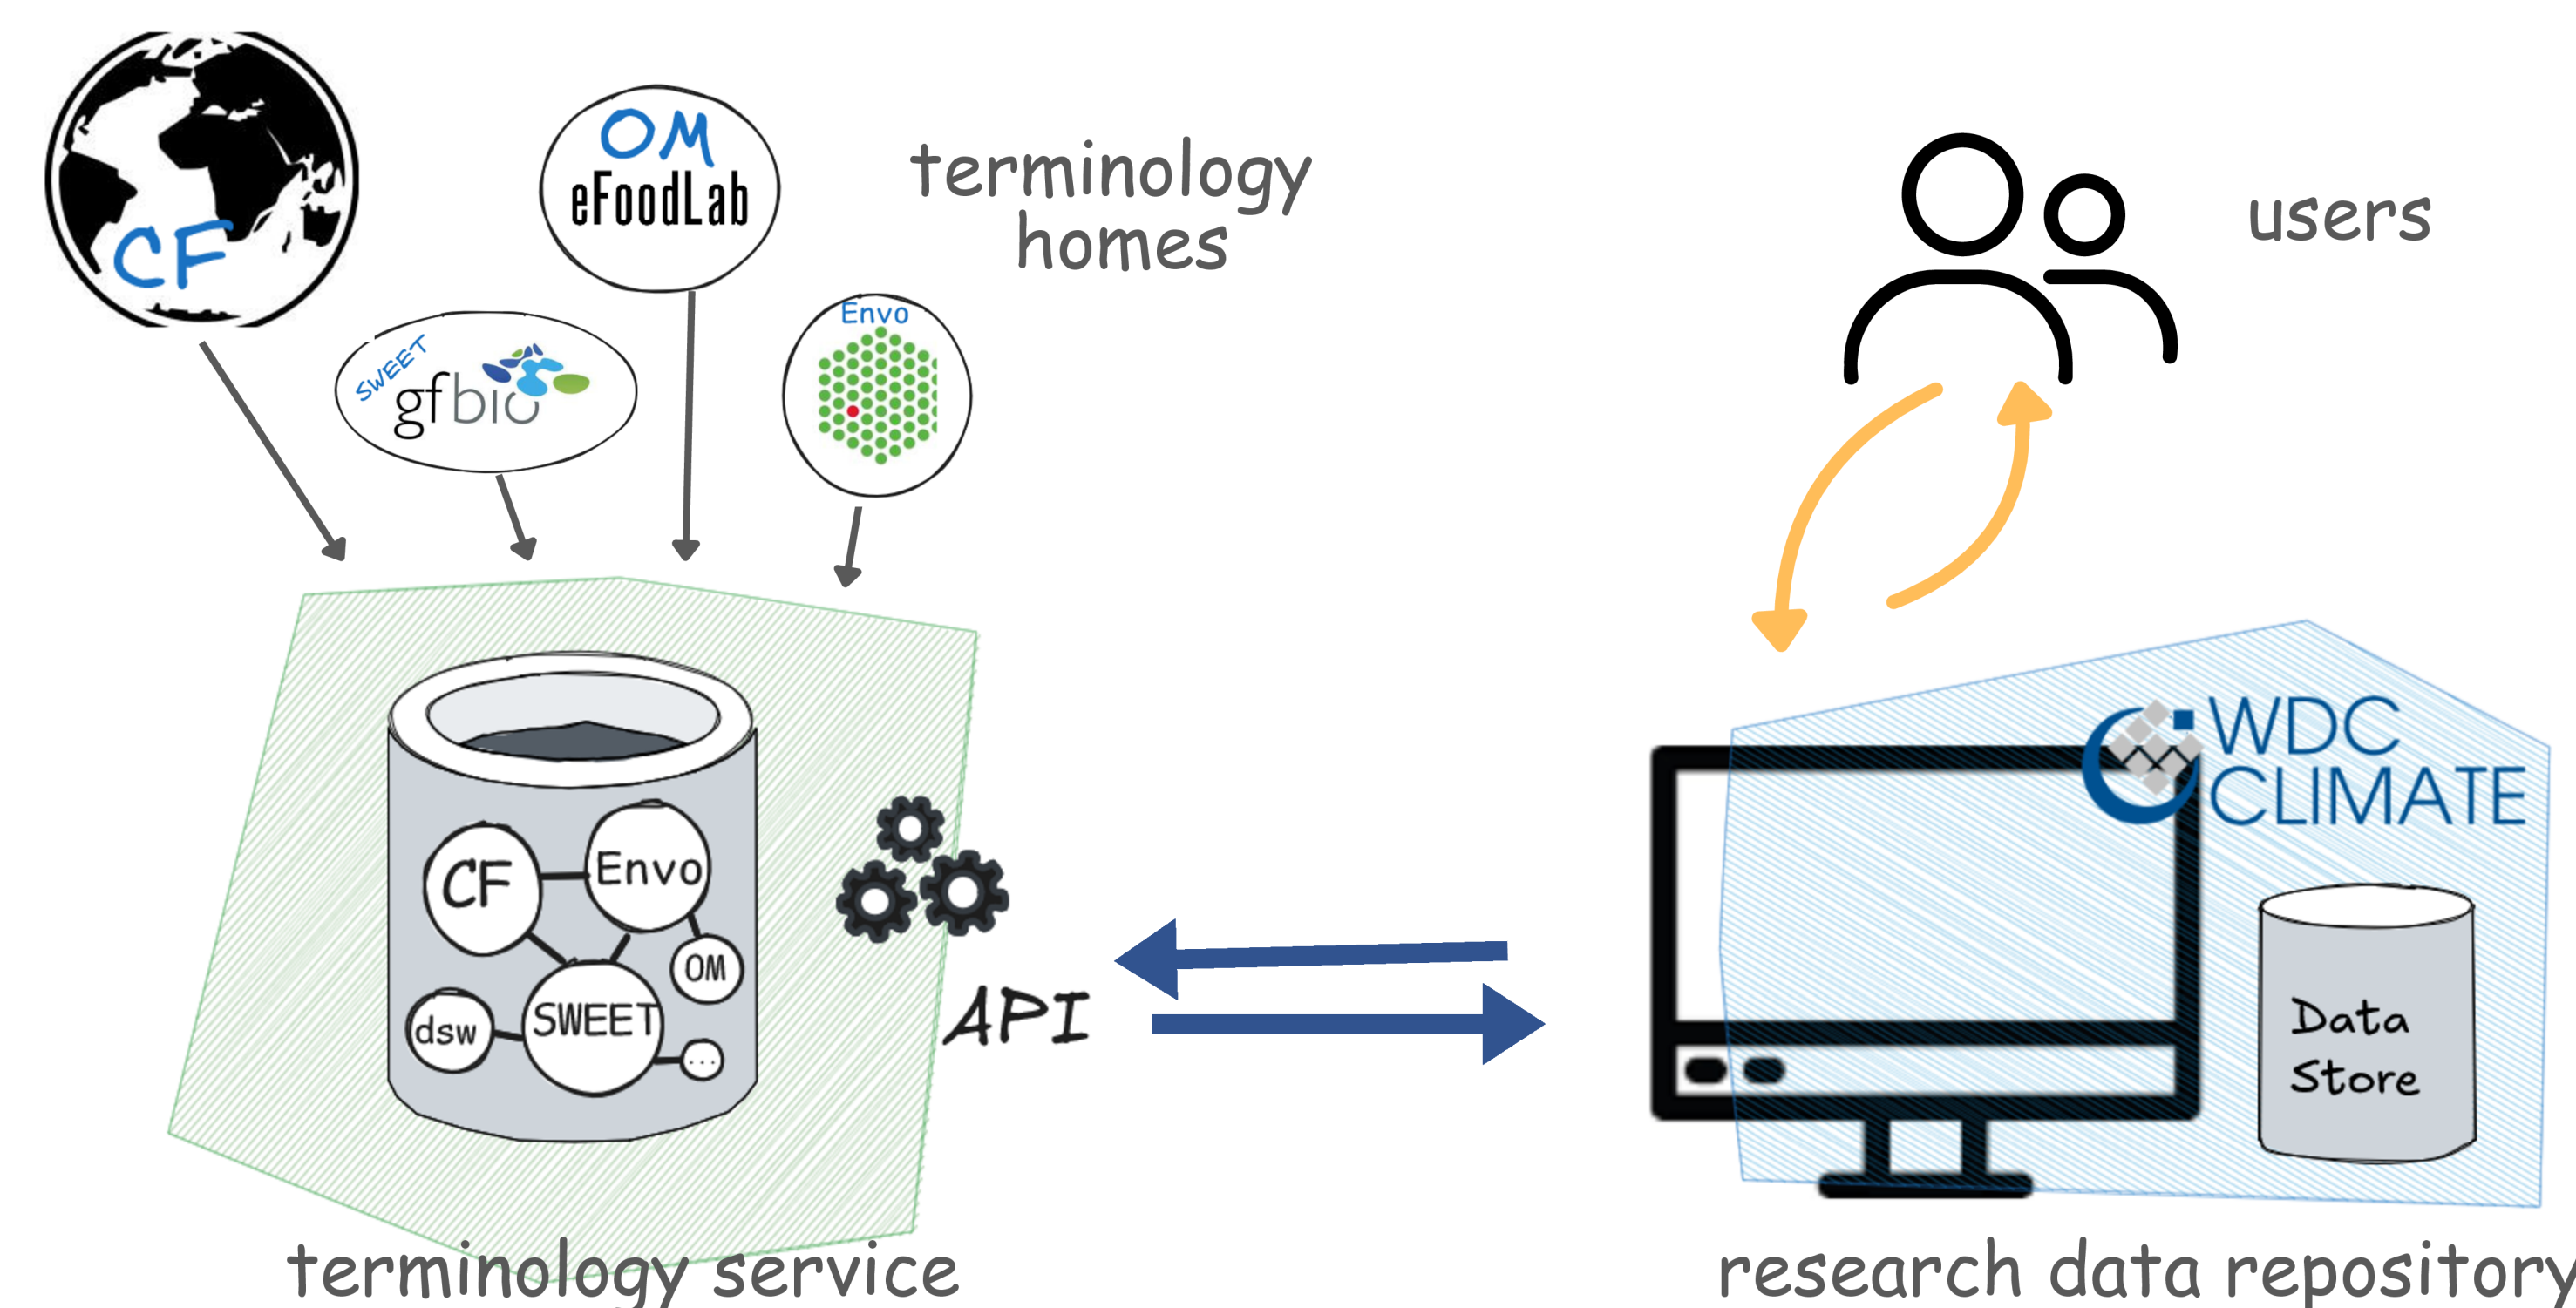 CF
OM
eFoodLab
terminology
homes
users
SWEET
gfbio
Envo
WDC
CLIMATE
CF
Envo
OM
dsw
SWEET
...
API
Data
Store
terminology service
research data repository